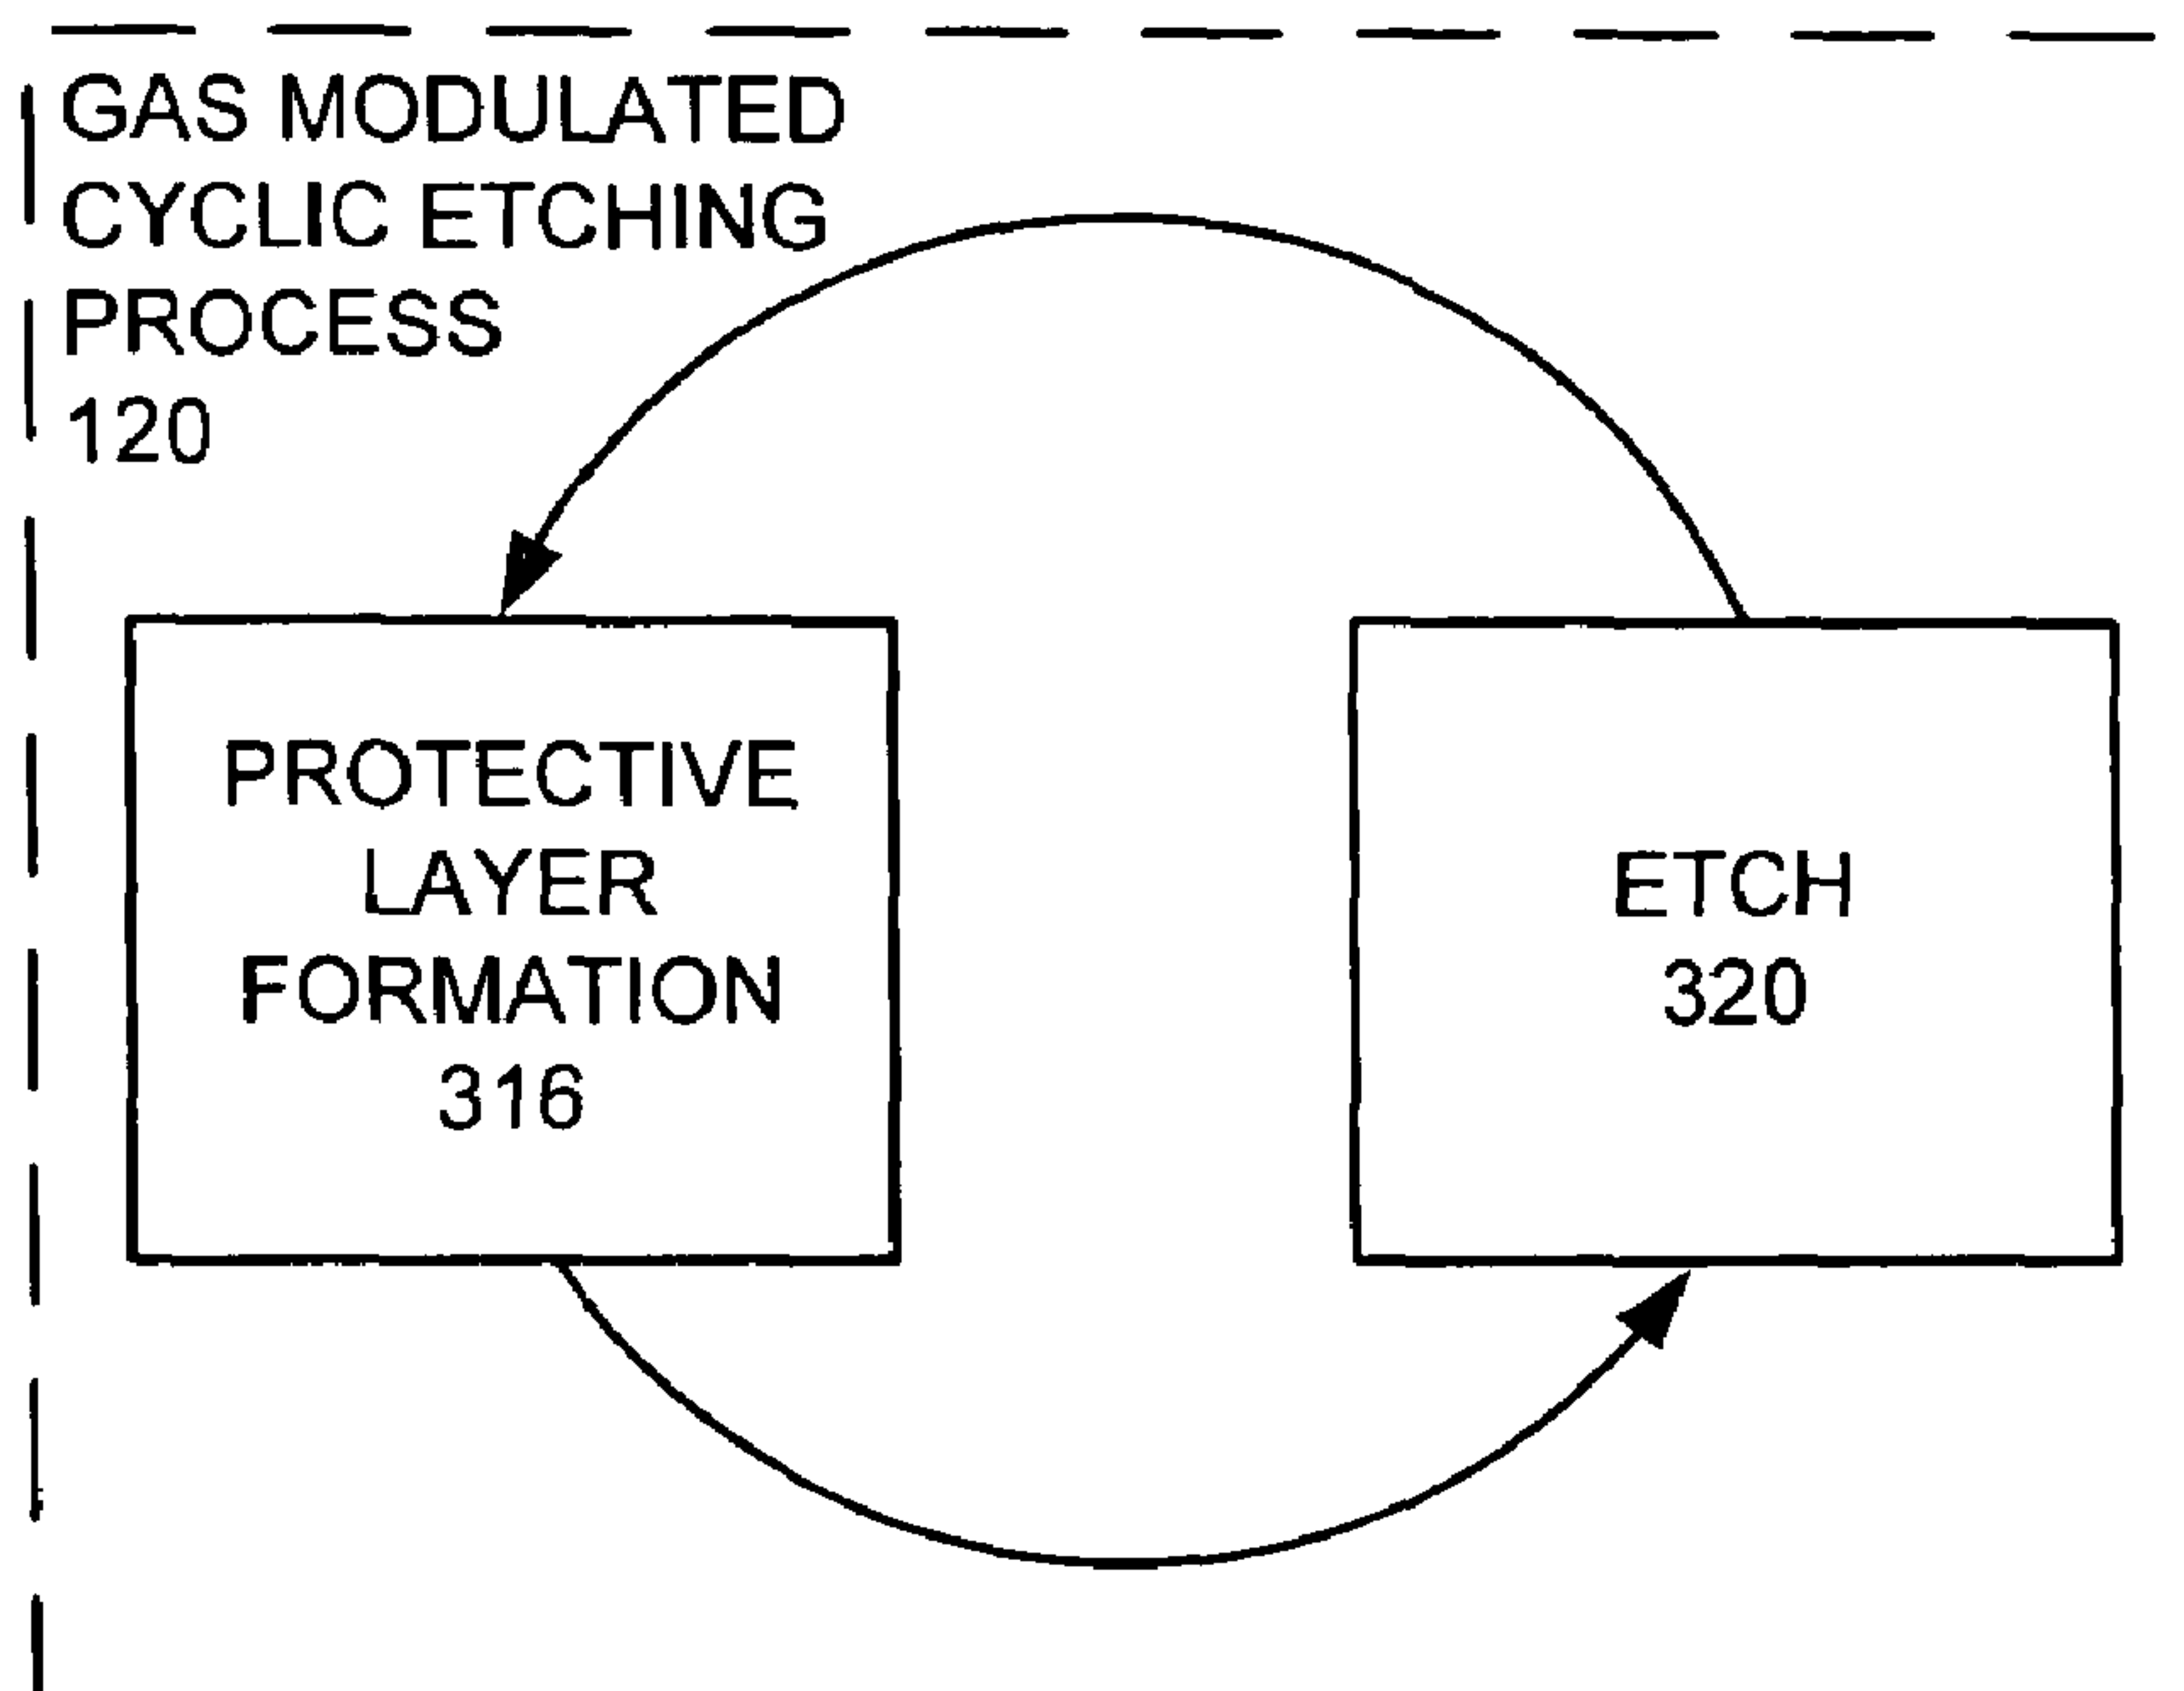 GAS MODULATED
CYCLIC ETCHING
PROCESS
120
PROTECTIVE
LAYER
FORMATION
316
ETCH
320